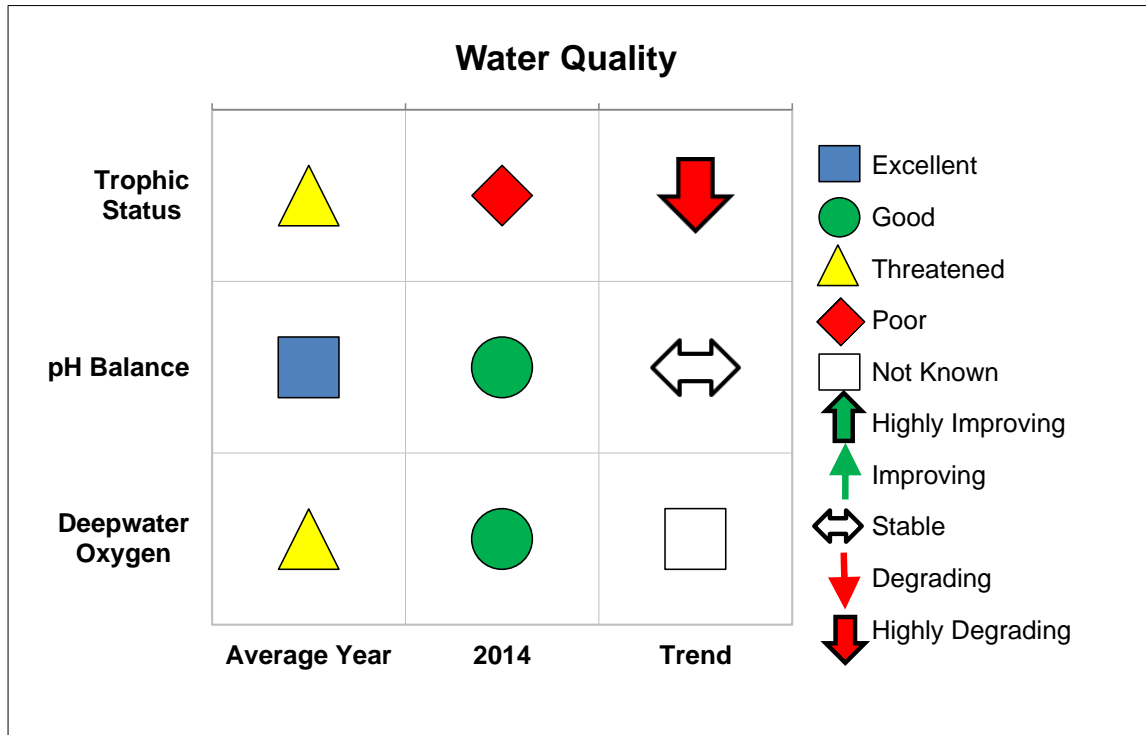 Water Quality
Trophic
Status
pH Balance
Deepwater
Oxygen
Average Year
2014
Trend
Excellent
Good
Threatened
Poor
Not Known
Highly Improving
Improving
Stable
Degrading
Highly Degrading